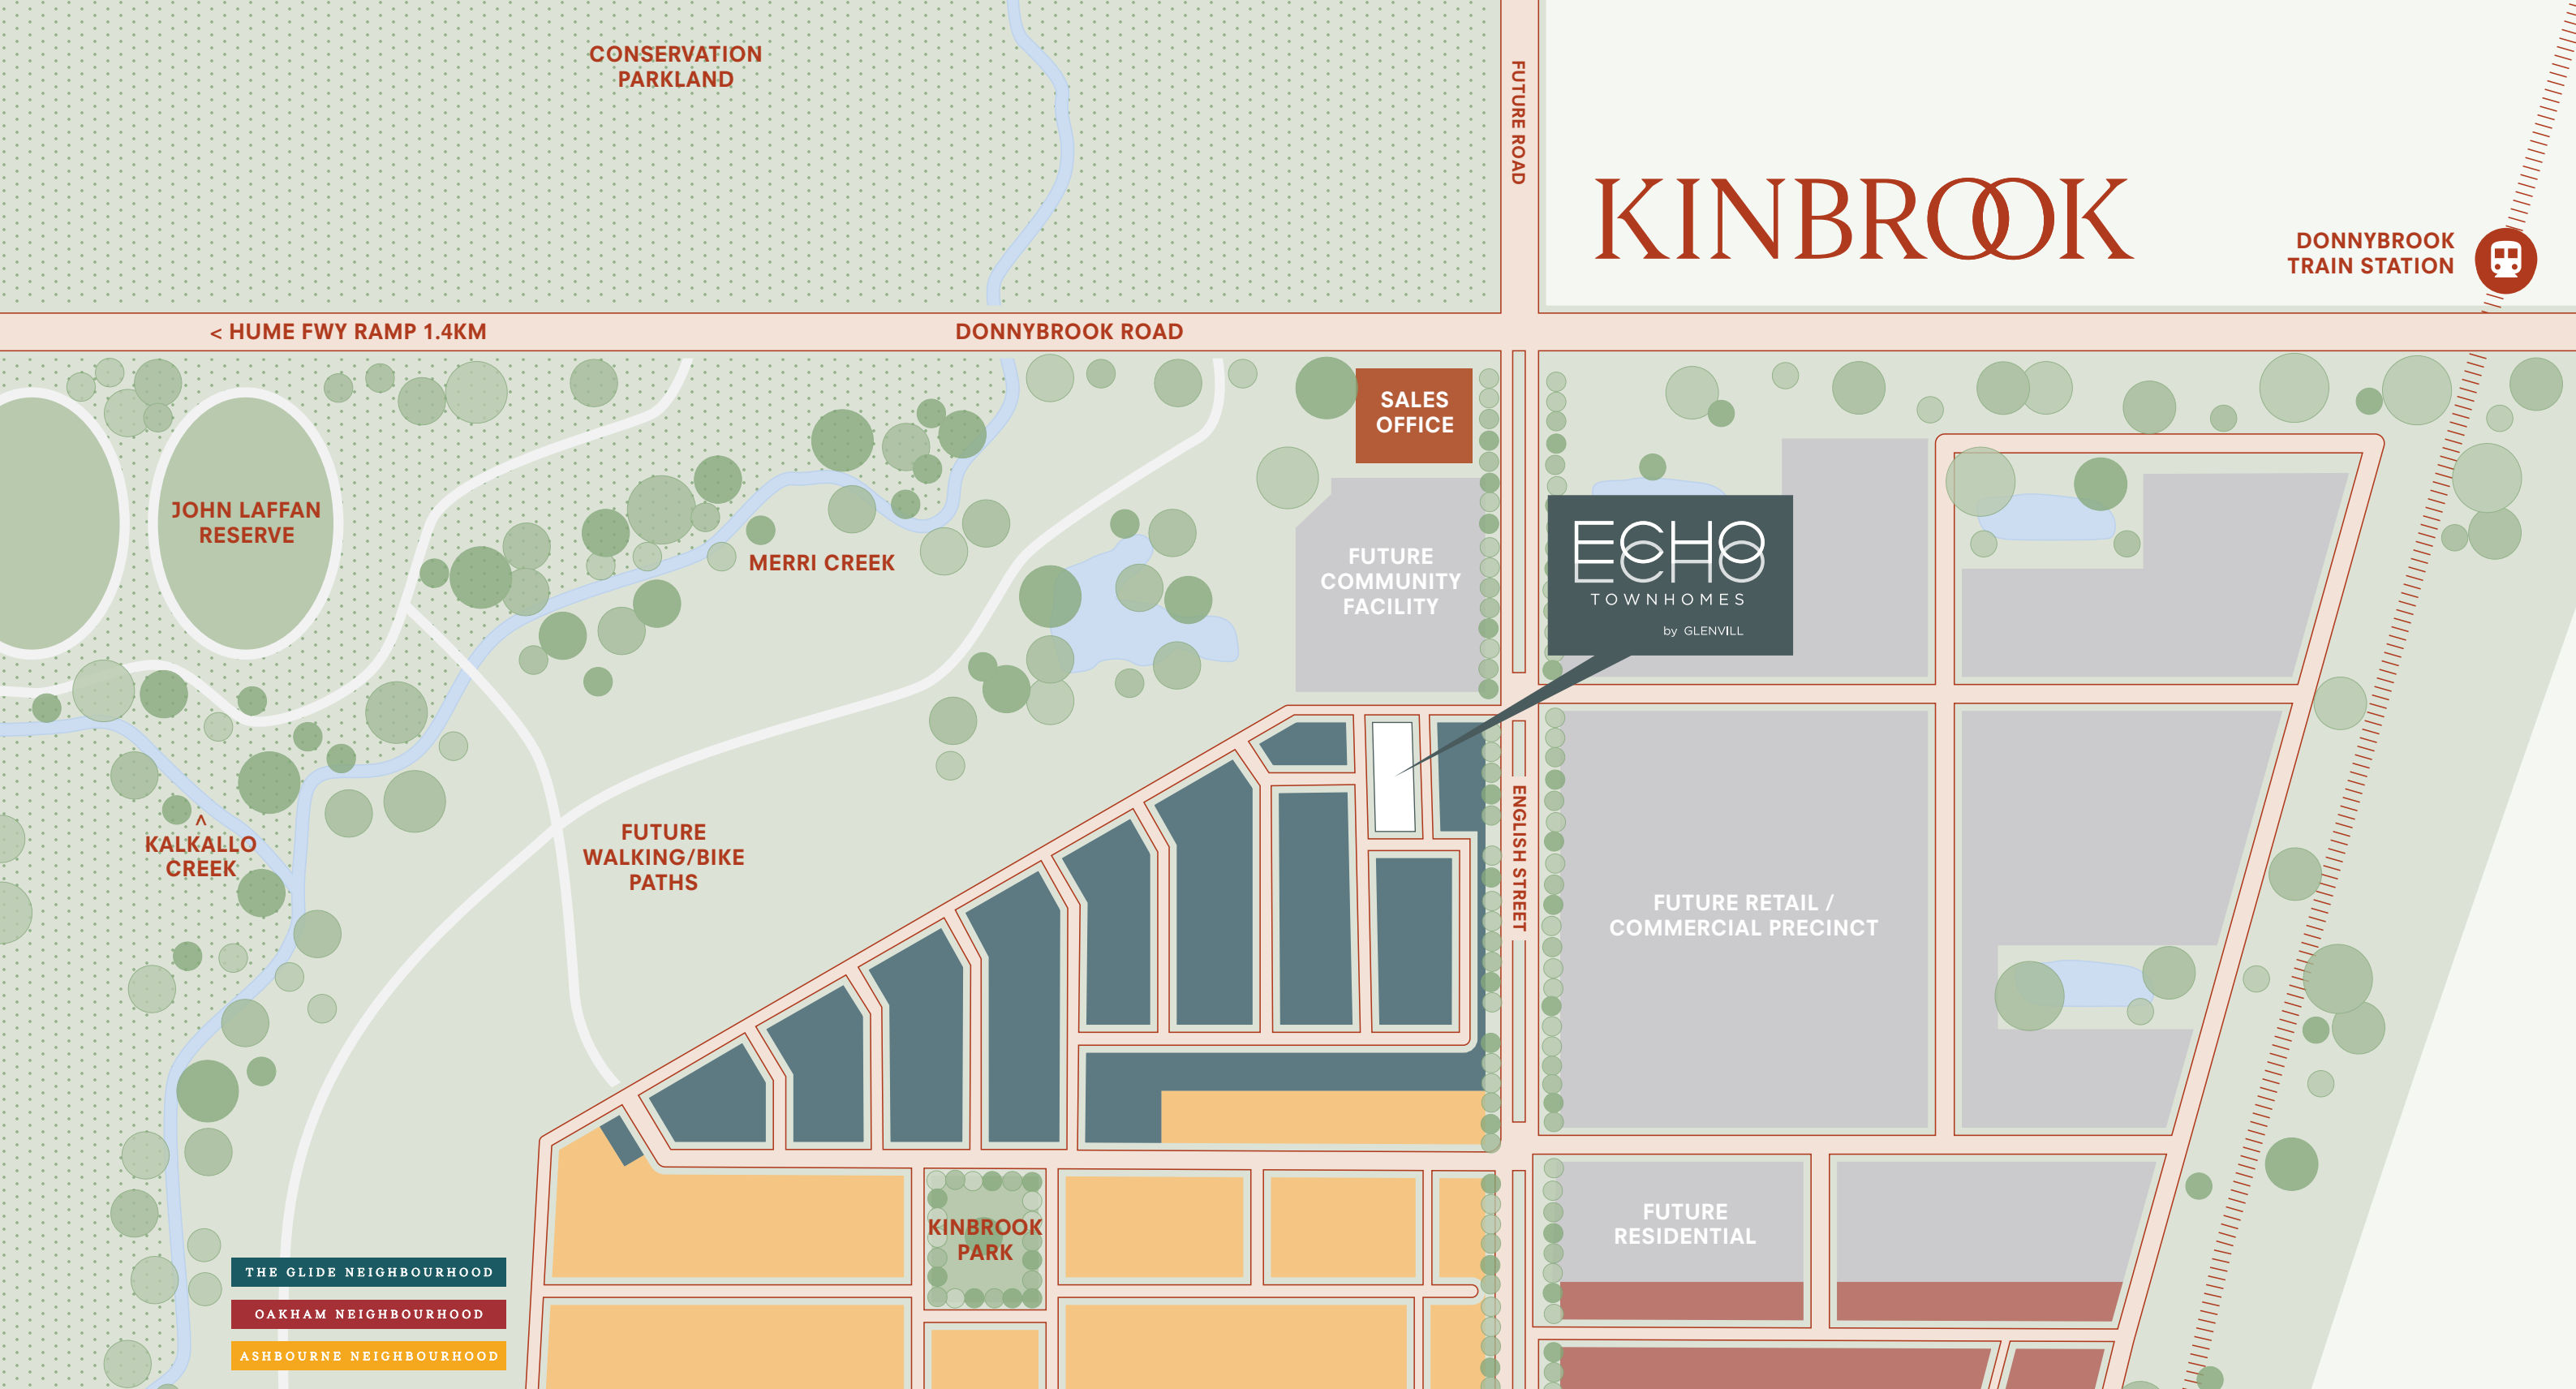 CONSERVATION
PARKLAND
FUTURE ROAD
KINBROOK
DONNYBROOK
TRAIN STATION
< HUME FWY RAMP 1.4KM
DONNYBROOK ROAD
SALES
OFFICE
JOHN LAFFAN
RESERVE
MERRI CREEK
FUTURE
COMMUNITY
FACILITY
ECHO
TOWNHOMES
by GLENVILL
^
KALKALLO
CREEK
FUTURE
WALKING/BIKE
PATHS
ENGLISH STREET
FUTURE RETAIL /
COMMERCIAL PRECINCT
KINBROOK
PARK
FUTURE
RESIDENTIAL
THE GLIDE NEIGHBOURHOOD
OAKHAM NEIGHBOURHOOD
ASHBOURNE NEIGHBOURHOOD